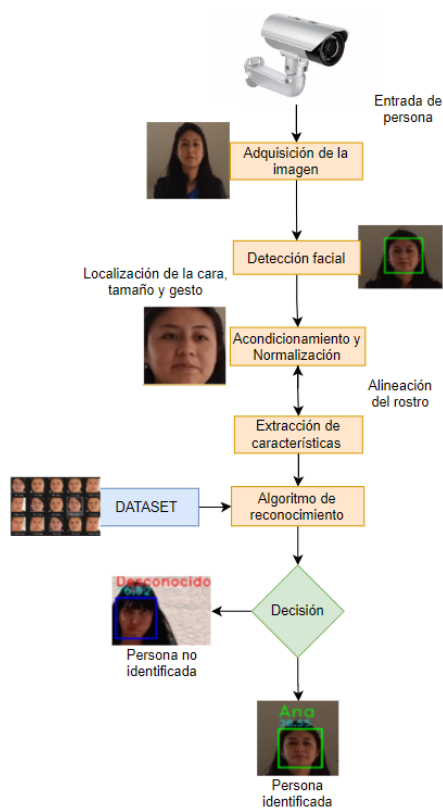 Entrada de
persona
Adquisición de la
imagen
Detección facial
Localización de la cara,
tamaño y gesto
Acondicionamiento y
Normalización
Alineación
del rostro
Extracción de
características
DATASET
Algoritmo de
reconocimiento
Desconocido
Decisión
Persona no
identificada
Ana
Persona
identificada